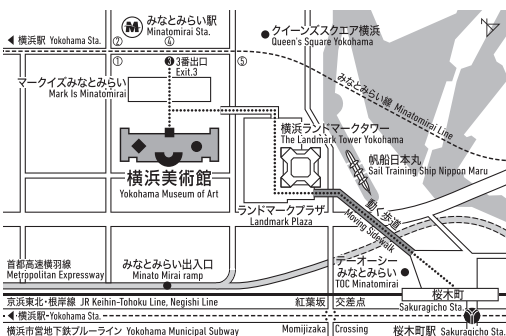 みなとみらい駅
Minatomirai Sta.
M
クイーンズスクエア横浜
Queen's Square Yokohama
横浜駅 Yokohama Sta.
②
④
①
❸ 3番出口
Exit.3
⑤
マークイズみなとみらい
Mark Is Minatomirai
みなとみらい線 Minatomirai Line
横浜ランドマークタワー
The Landmark Tower Yokohama
帆船日本丸
Sail Training Ship Nippon Maru
横浜美術館
Yokohama Museum of Art
ランドマークプラザ
Landmark Plaza
動く歩道
Moving Sidewalk
首都高速横羽線
Metropolitan Expressway
みなとみらい出入口
Minato Mirai ramp
ティーオーシー
みなとみらい
TOC Minatomirai
桜木町
Sakuragicho Sta.
京浜東北・根岸線 JR Keihin-Tohoku Line, Negishi Line
紅葉坂 交差点
横浜駅・Yokohama Sta.
Momijizaka Crossing
横浜市営地下鉄ブルーライン Yokohama Municipal Subway
桜木町駅 Sakuragicho Sta.
N